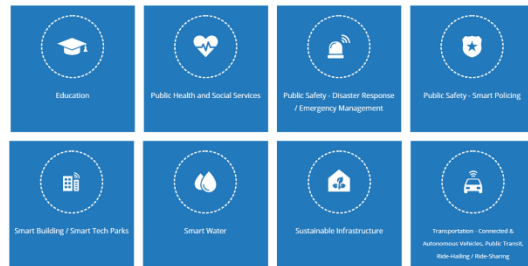 Education
Public Health and Social Services
Public Safety - Disaster Response
/ Emergency Management
Public Safety - Smart Policing
Smart Building / Smart Tech Parks
Smart Water
Sustainable Infrastructure
Transportation - Connected &
Autonomous Vehicles, Public Transit,
Ride-Hailing / Ride-Sharing